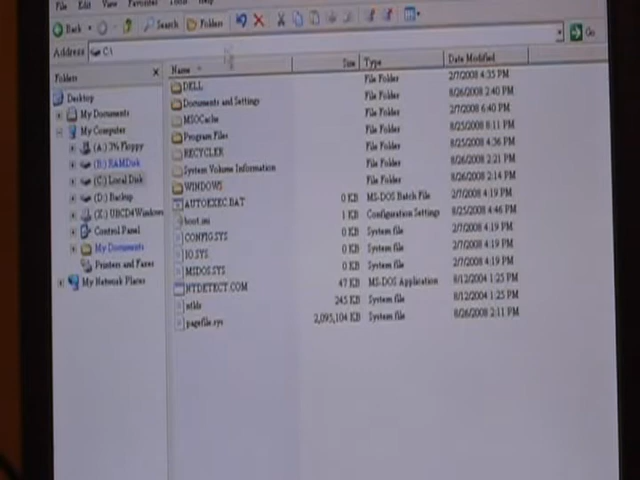 File Edit View Favorites Tools Help
Back Search Folders
Address C:\ Go
Folders
Desktop
My Documents
My Computer
(A:) 3½ Floppy
(B:) RAMDisk
(C:) Local Disk
(D:) Backup
(X:) UBCD4Windows
Control Panel
My Documents
Printers and Faxes
My Network Places
Name Size Type Date Modified
DELL File Folder 2/7/2008 4:35 PM
Documents and Settings File Folder 8/26/2008 2:40 PM
MSOCache File Folder 2/7/2008 6:40 PM
Program Files File Folder 8/25/2008 8:11 PM
RECYCLER File Folder 8/25/2008 4:36 PM
System Volume Information File Folder 8/26/2008 2:21 PM
WINDOWS File Folder 8/26/2008 2:14 PM
AUTOEXEC.BAT 0 KB MS-DOS Batch File 2/7/2008 4:19 PM
boot.ini 1 KB Configuration Settings 8/25/2008 4:46 PM
CONFIG.SYS 0 KB System file 2/7/2008 4:19 PM
IO.SYS 0 KB System file 2/7/2008 4:19 PM
MSDOS.SYS 0 KB System file 2/7/2008 4:19 PM
NTDETECT.COM 47 KB MS-DOS Application 8/12/2004 1:25 PM
ntldr 245 KB System file 8/12/2004 1:25 PM
pagefile.sys 2,095,104 KB System file 8/26/2008 2:11 PM